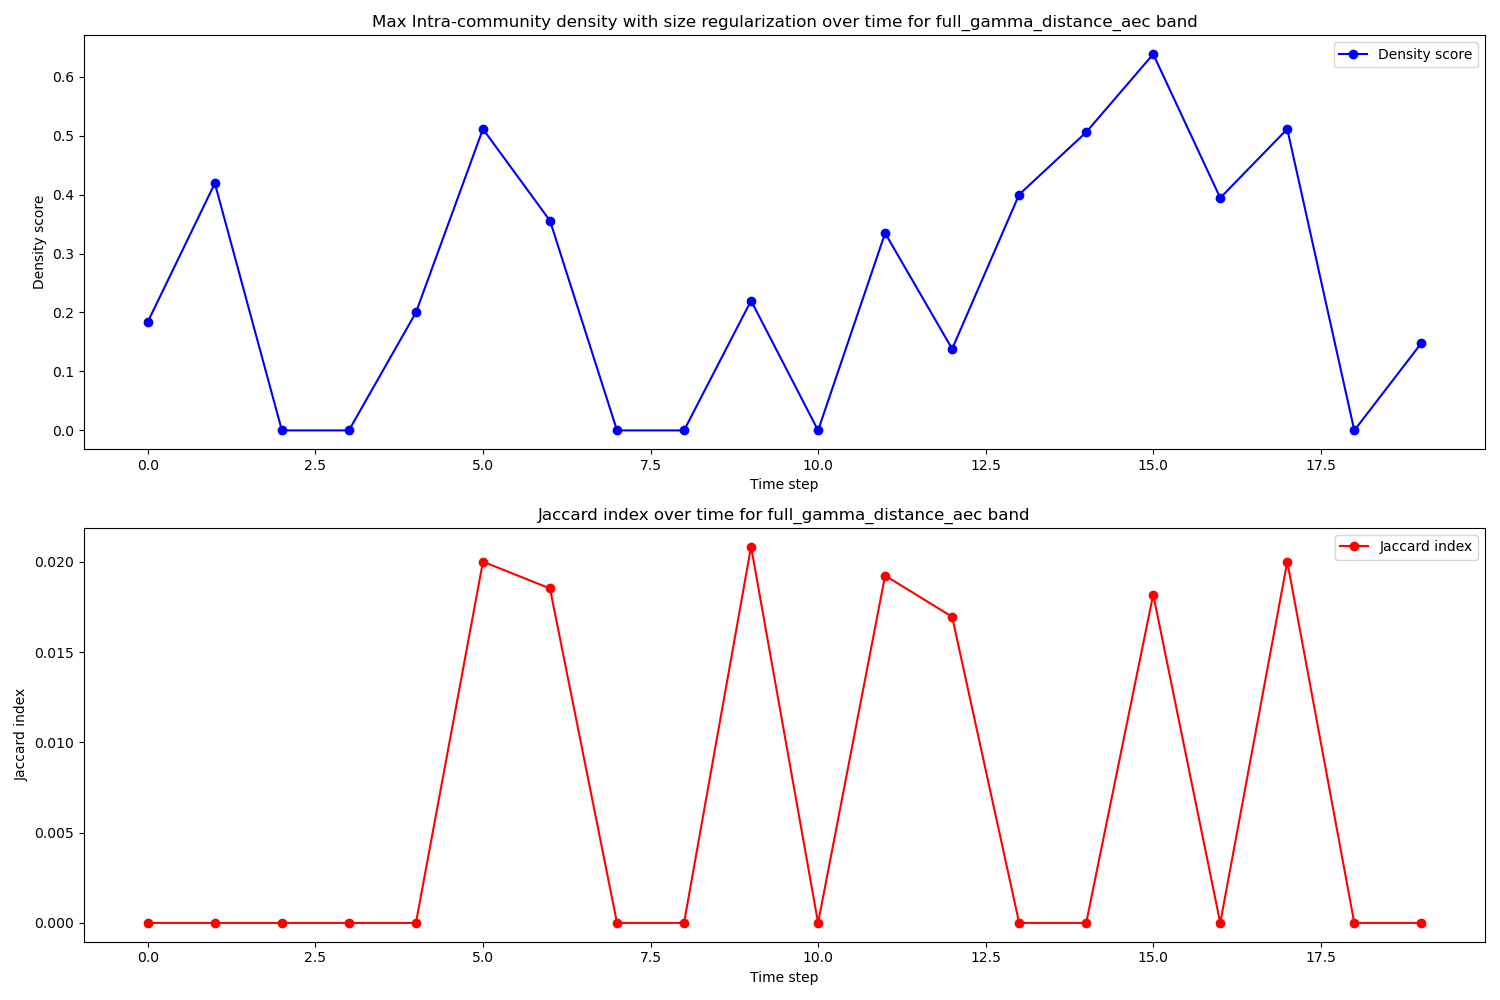 Max Intra-community density with size regularization over time for full_gamma_distance_aec band
Density score
0.6
0.5
0.4
0.3
0.2
0.1
0.0
Density score
0.0 2.5 5.0 7.5 10.0 12.5 15.0 17.5
Time step
Jaccard index over time for full_gamma_distance_aec band
Jaccard index
0.020
0.015
0.010
0.005
0.000
Jaccard index
0.0 2.5 5.0 7.5 10.0 12.5 15.0 17.5
Time step